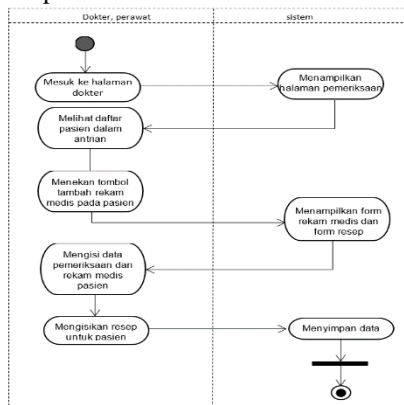 Dokter, perawat
sistem
Mesuk ke halaman
dokter
Menampilkan
halaman pemeriksaan
Melihat daftar
pasien dalam
antrian
Menekan tombol
tambah rekam
medis pada pasien
Menampilkan form
rekam medis dan
form resep
Mengisi data
pemeriksaan dan
rekam medis
pasien
Mengisikan resep
untuk pasien
Menyimpan data